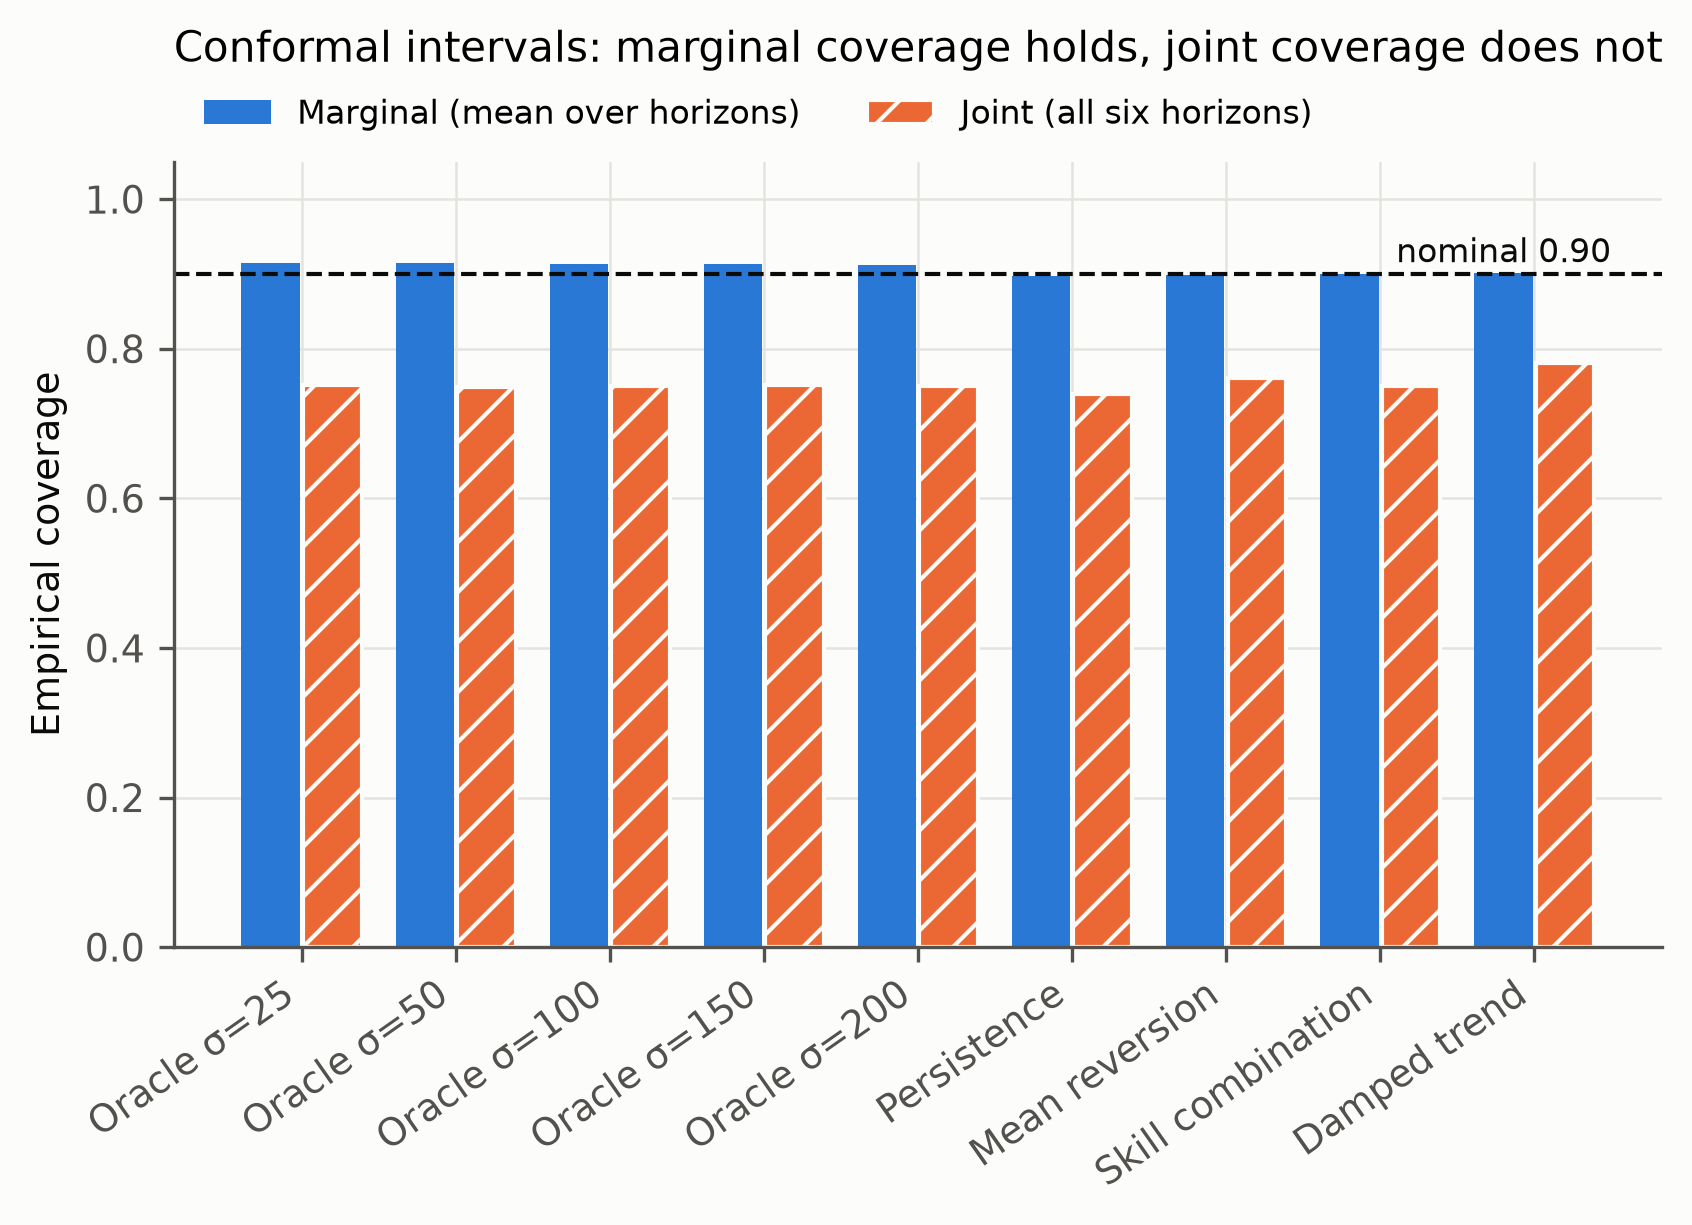 Conformal intervals: marginal coverage holds, joint coverage does not
Marginal (mean over horizons)
Joint (all six horizons)
Empirical coverage
1.0
0.8
0.6
0.4
0.2
0.0
nominal 0.90
Oracle σ=25
Oracle σ=50
Oracle σ=100
Oracle σ=150
Oracle σ=200
Persistence
Mean reversion
Skill combination
Damped trend